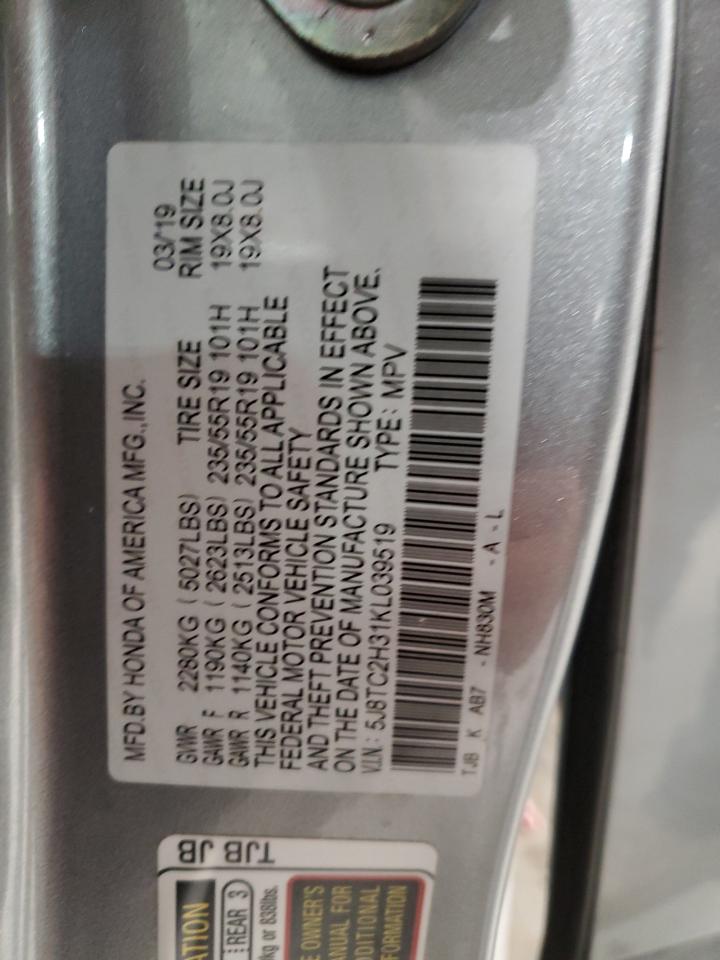 MFD.BY HONDA OF AMERICA MFG.,INC. 03/'19
GVWR 2280KG ( 5027LBS) TIRE SIZE RIM SIZE
GAWR F 1190KG ( 2623LBS) 235/55R19 101H 19X8.0J
GAWR R 1140KG ( 2513LBS) 235/55R19 101H 19X8.0J
THIS VEHICLE CONFORMS TO ALL APPLICABLE
FEDERAL MOTOR VEHICLE SAFETY
AND THEFT PREVENTION STANDARDS IN EFFECT
ON THE DATE OF MANUFACTURE SHOWN ABOVE.
V.I.N : 5J8TC2H31KL039519 TYPE : MPV
TJB K AB7 - NH830M - A - L
TJB
JB
ATION
REAR 3
kg or 838lbs.
E OWNER'S
ANUAL FOR
DDITIONAL
FORMATION